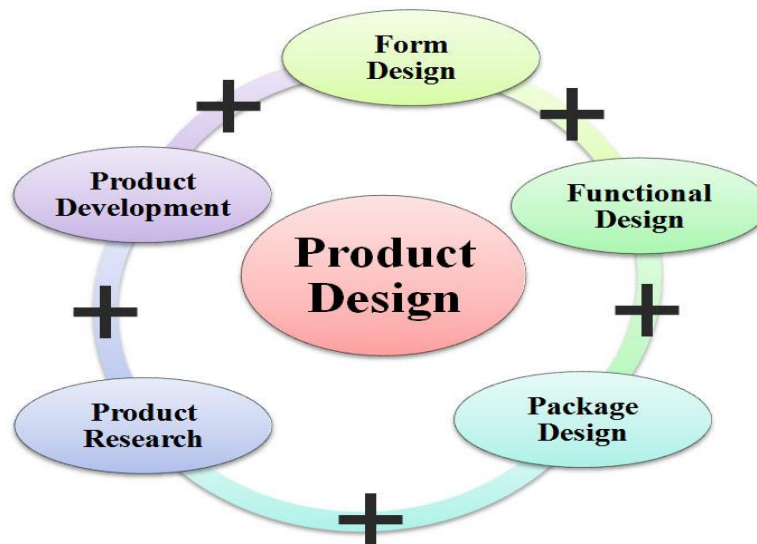 Form
Design
Functional
Design
Package
Design
Product
Research
Product
Development
Product
Design